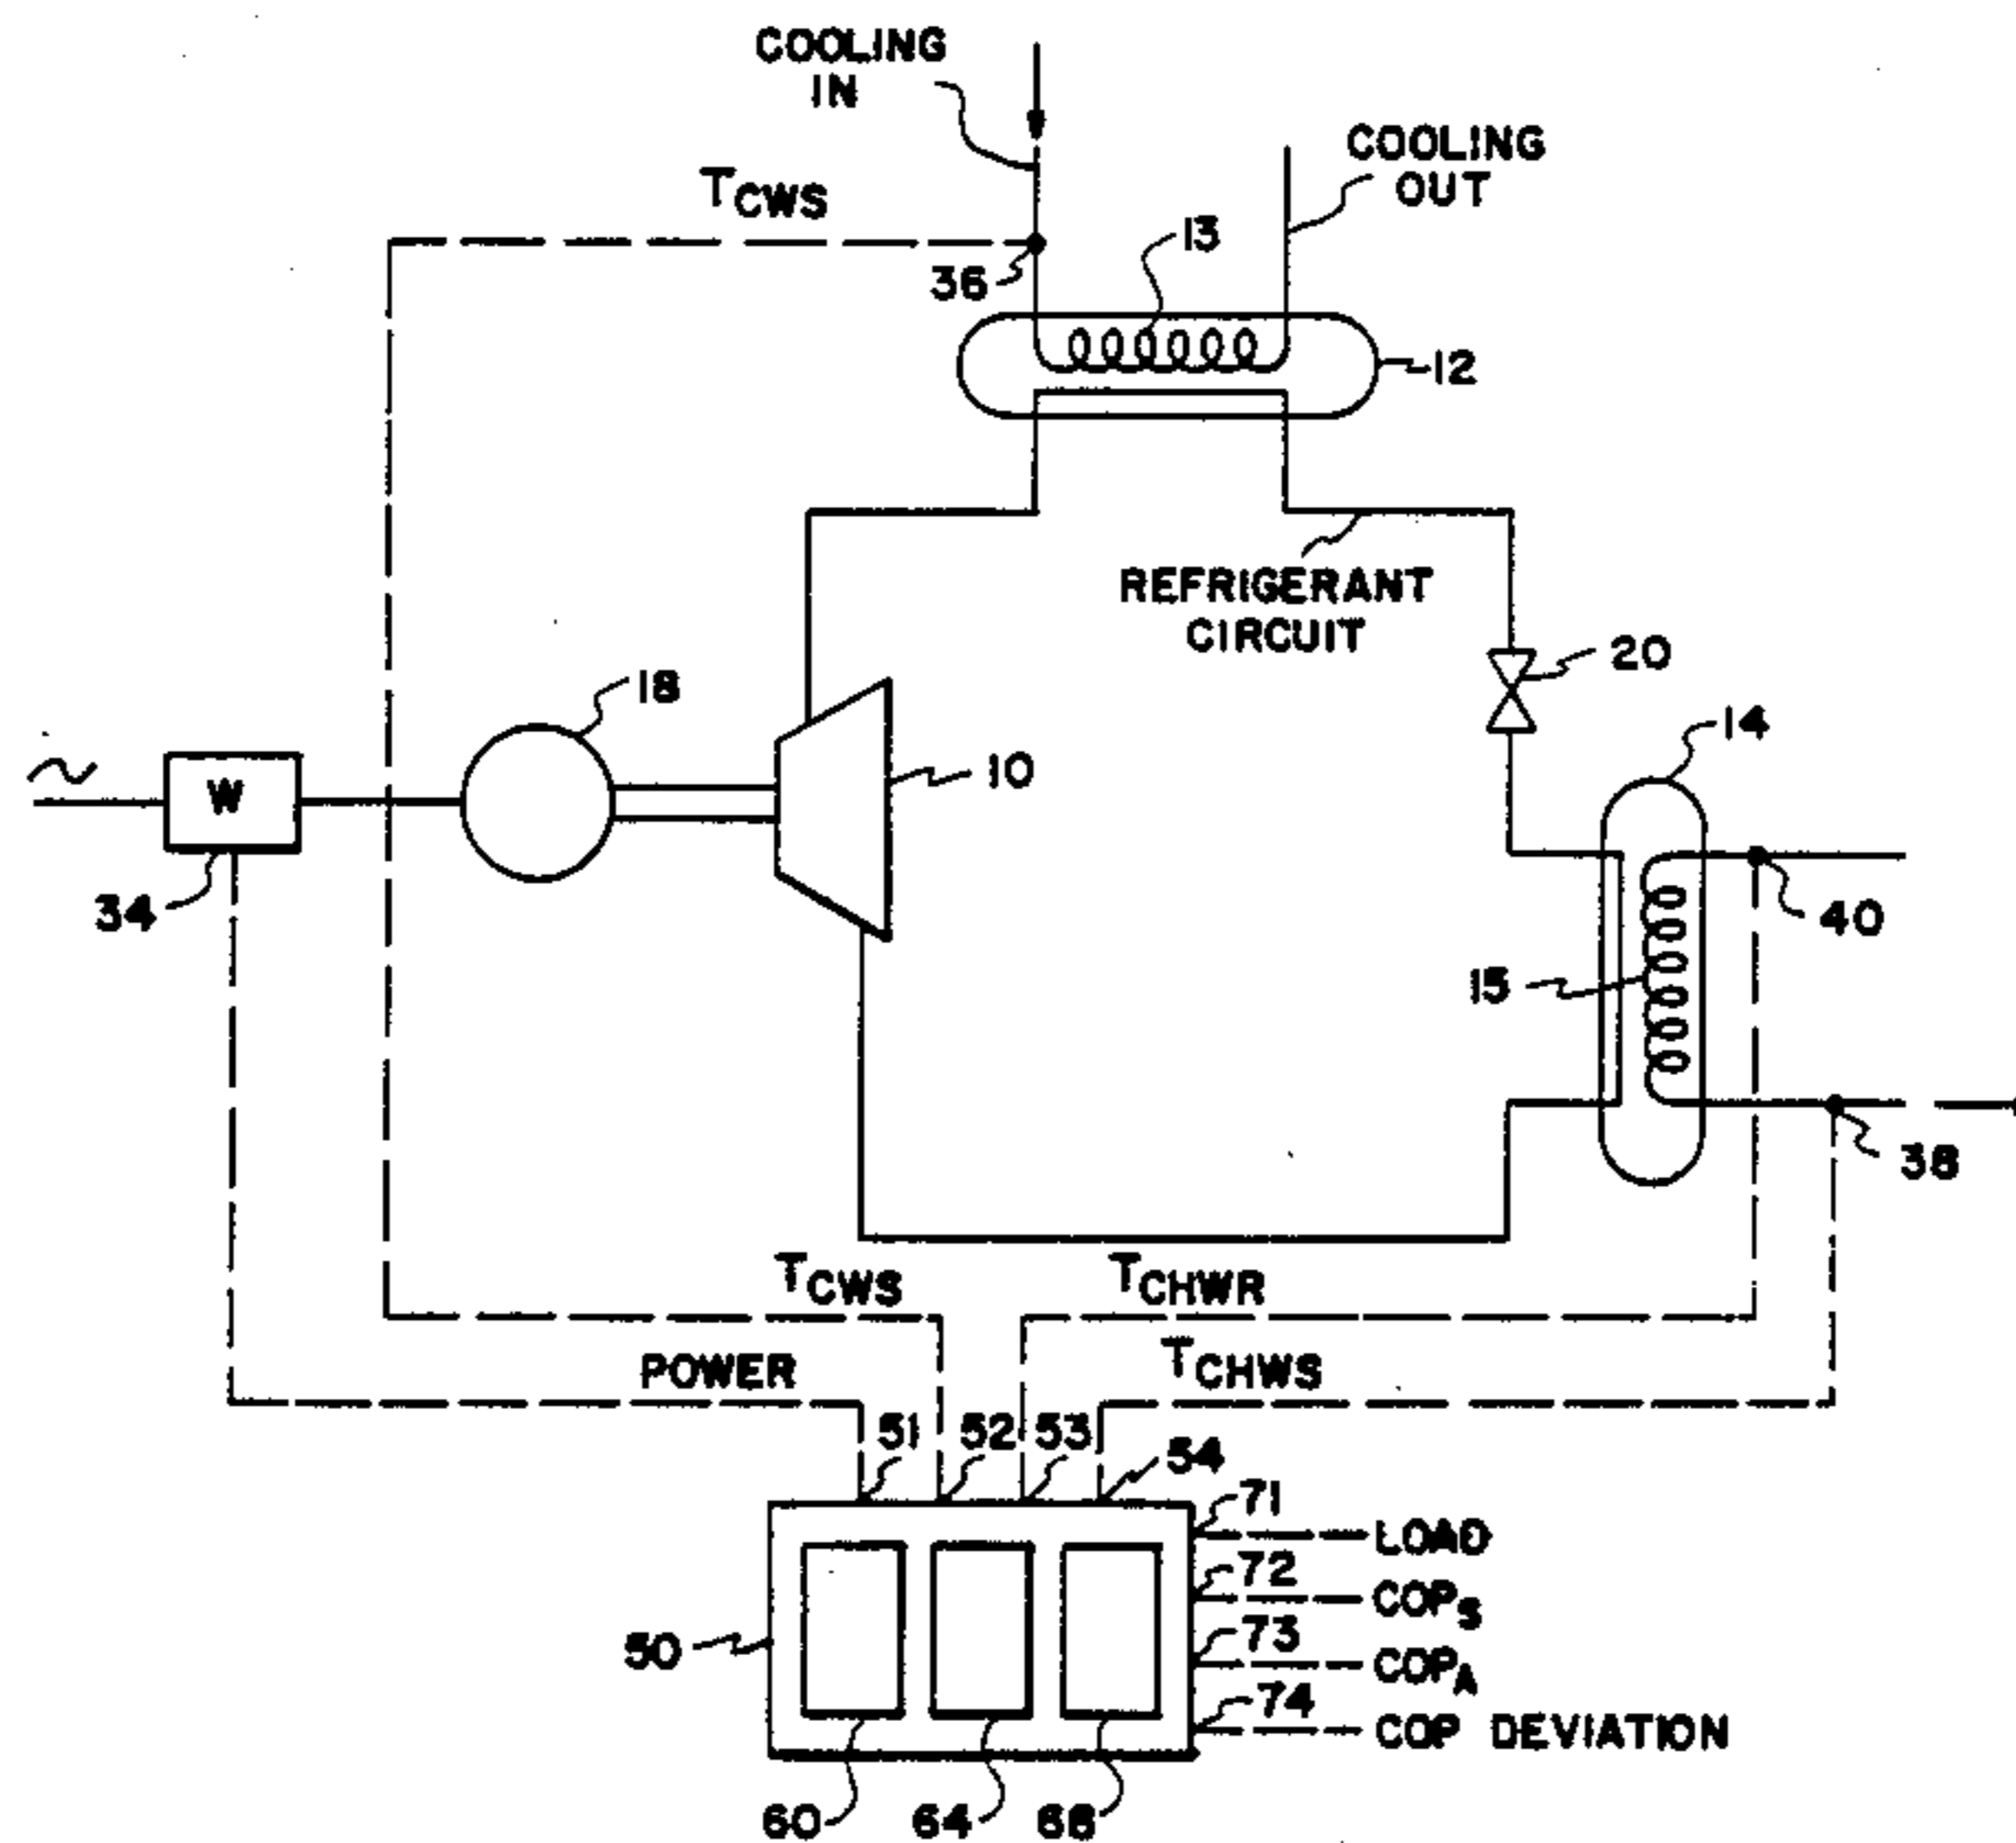 COOLING
IN
COOLING
OUT
TCWS
13
36
12
REFRIGERANT
CIRCUIT
20
18
14
10
W
34
40
15
38
TCWS
TCHWR
POWER
TCHWS
51
52
53
54
71
LOAD
72
COPS
50
73
COPA
74
COP DEVIATION
60
64